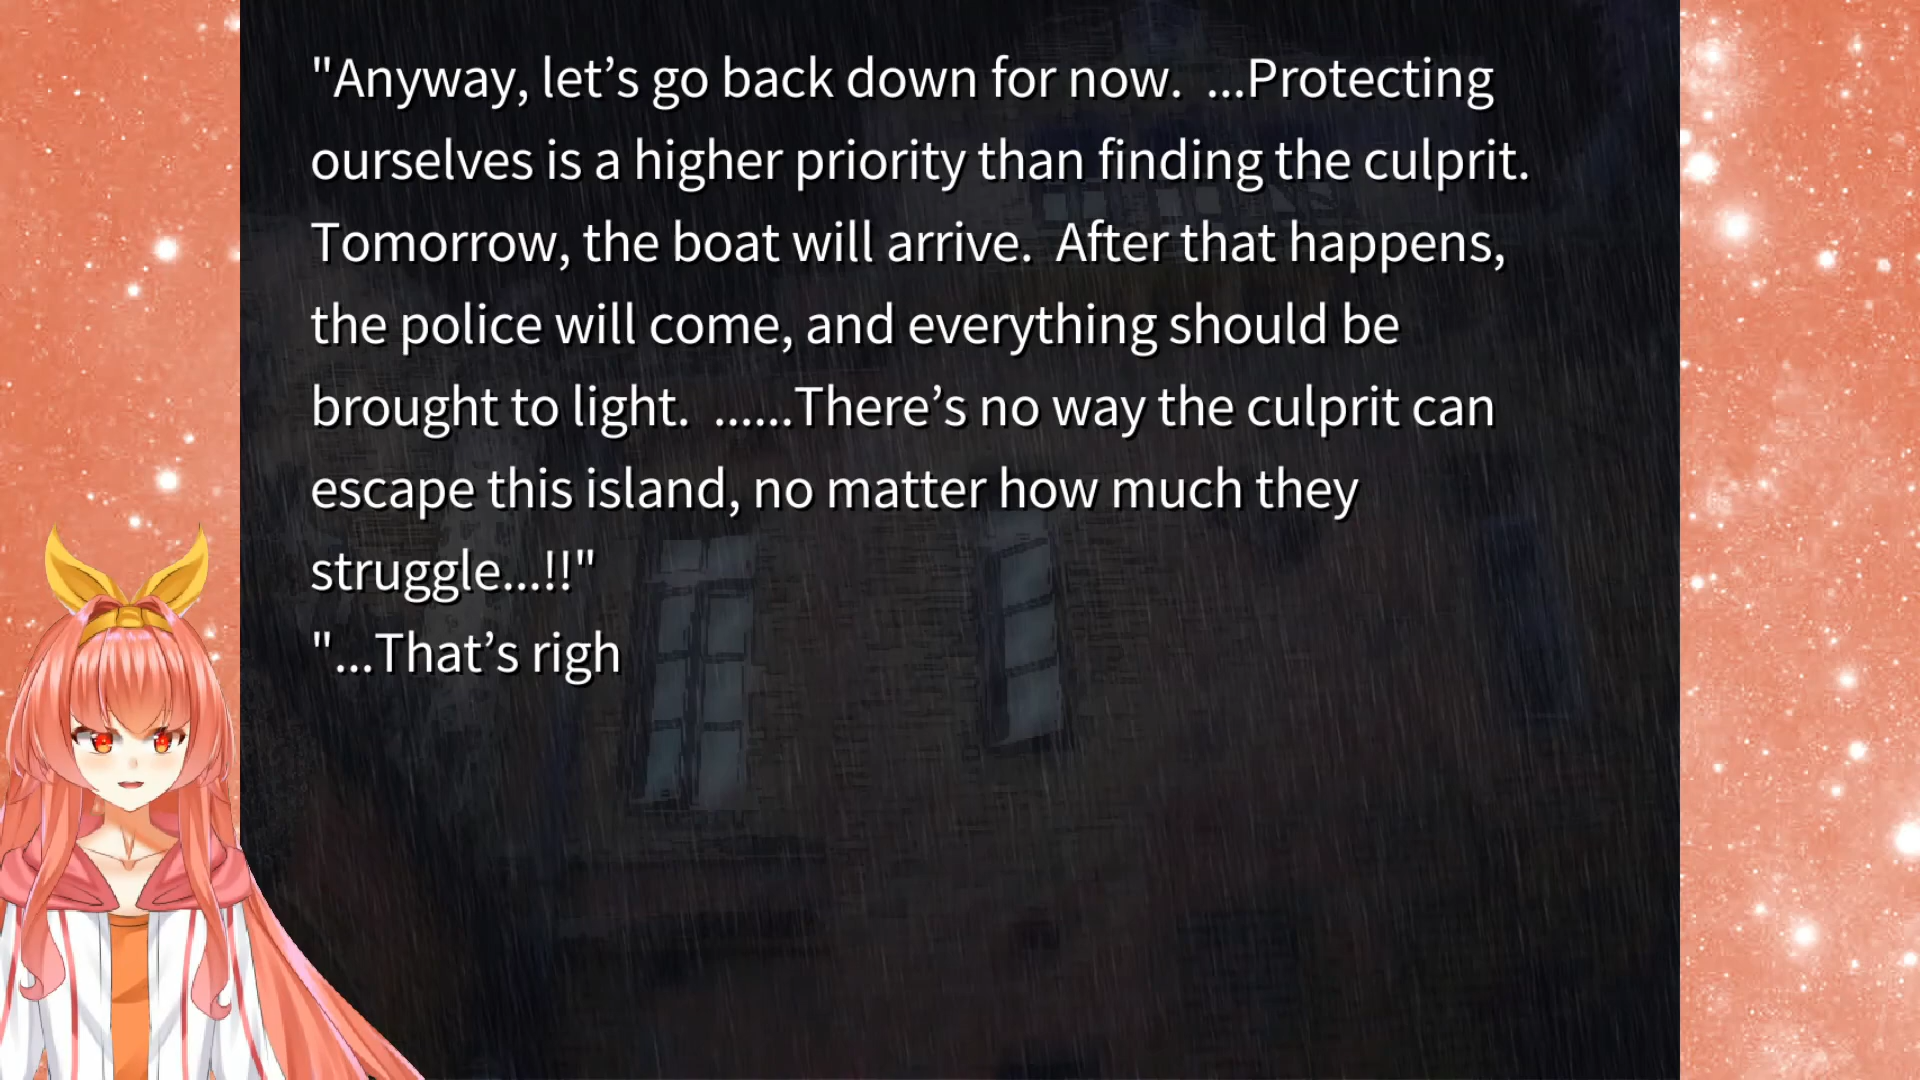 "Anyway, let’s go back down for now.  ...Protecting
ourselves is a higher priority than finding the culprit.
Tomorrow, the boat will arrive.  After that happens,
the police will come, and everything should be
brought to light.  ......There’s no way the culprit can
escape this island, no matter how much they
struggle...!!"
"...That’s righ